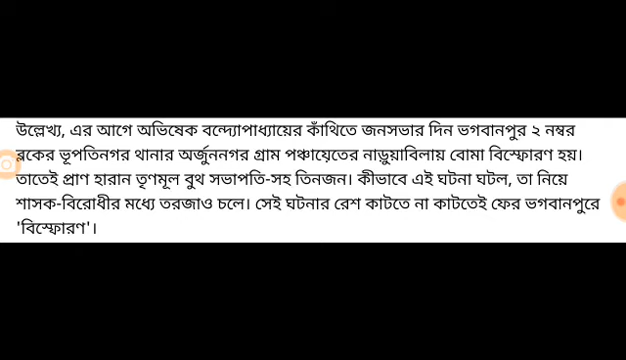 উল্লেখ্য, এর আগে অভিষেক বন্দ্যোপাধ্যায়ের কাঁথিতে জনসভার দিন ভগবানপুর ২ নম্বর
ব্লকের ভূপতিনগর থানার অর্জুননগর গ্রাম পঞ্চায়েতের নাড়ুয়াবিলায় বোমা বিস্ফোরণ হয়।
তাতেই প্রাণ হারান তৃণমূল বুথ সভাপতি-সহ তিনজন। কীভাবে এই ঘটনা ঘটল, তা নিয়ে
শাসক-বিরোধীর মধ্যে তরজাও চলে। সেই ঘটনার রেশ কাটতে না কাটতেই ফের ভগবানপুরে
'বিস্ফোরণ'।